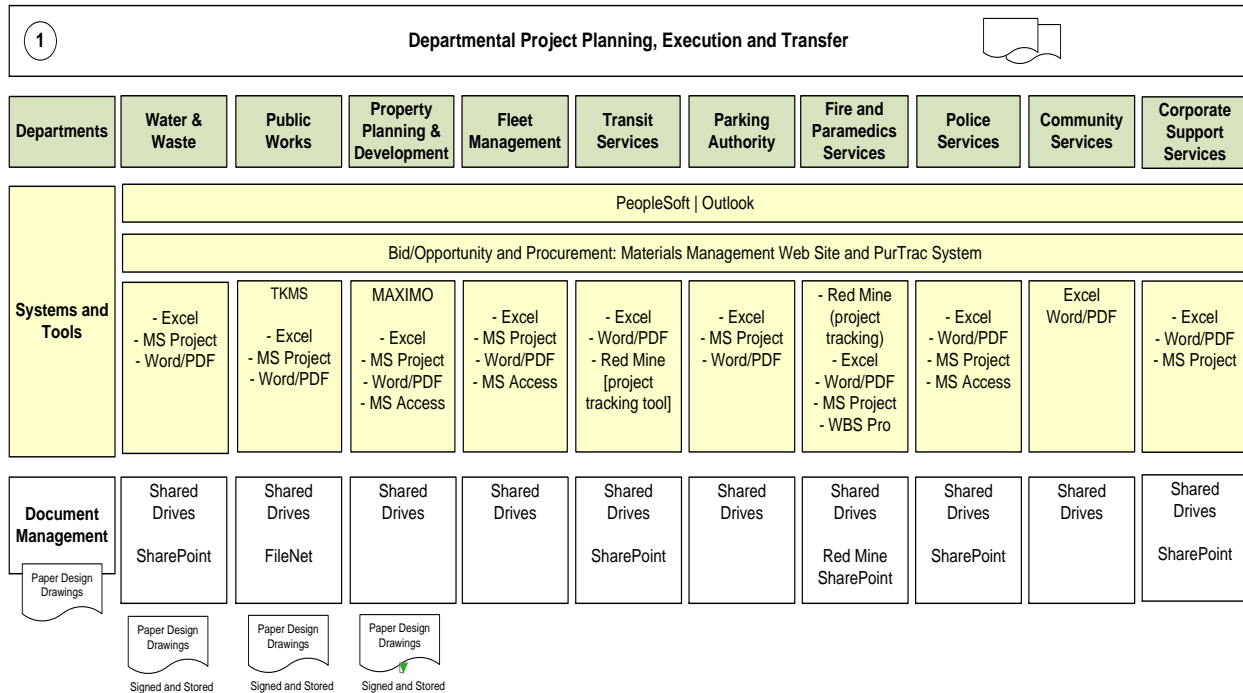 1
Departmental Project Planning, Execution and Transfer
Departments
Water &
Waste
Public
Works
Property
Planning &
Development
Fleet
Management
Transit
Services
Parking
Authority
Fire and
Paramedics
Services
Police
Services
Community
Services
Corporate
Support
Services
Systems and
Tools
PeopleSoft | Outlook
Bid/Opportunity and Procurement: Materials Management Web Site and PurTrac System
- Excel
- MS Project
- Word/PDF
TKMS
- Excel
- MS Project
- Word/PDF
MAXIMO
- Excel
- MS Project
- Word/PDF
- MS Access
- Excel
- MS Project
- Word/PDF
- MS Access
- Excel
- Word/PDF
- Red Mine
[project
tracking tool]
- Excel
- MS Project
- Word/PDF
- Red Mine
(project
tracking)
- Excel
- Word/PDF
- MS Project
- WBS Pro
- Excel
- Word/PDF
- MS Project
- MS Access
Excel
Word/PDF
- Excel
- Word/PDF
- MS Project
Document
Management
Paper Design
Drawings
Shared
Drives
SharePoint
Shared
Drives
FileNet
Shared
Drives
Shared
Drives
Shared
Drives
SharePoint
Shared
Drives
Shared
Drives
Red Mine
SharePoint
Shared
Drives
SharePoint
Shared
Drives
Shared
Drives
SharePoint
Paper Design
Drawings
Signed and Stored
Paper Design
Drawings
Signed and Stored
Paper Design
Drawings
Signed and Stored